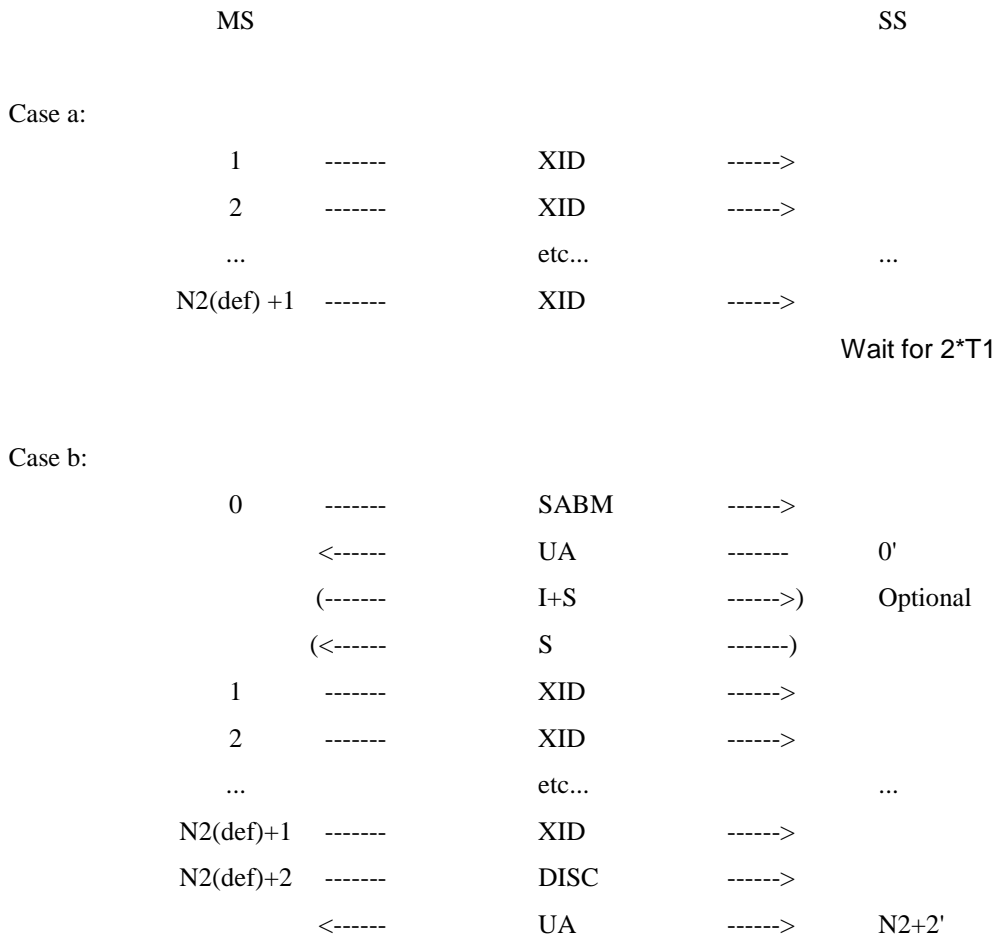 MS SS
Case a:
1 ------- XID ------>
2 ------- XID ------>
... etc... ...
N2(def) +1 ------- XID ------>
Wait for 2*T1
Case b:
0 ------- SABM ------>
<------ UA ------- 0'
(------- I+S ------>) Optional
(<------ S -------)
1 ------- XID ------>
2 ------- XID ------>
... etc... ...
N2(def)+1 ------- XID ------>
N2(def)+2 ------- DISC ------>
<------ UA ------> N2+2'